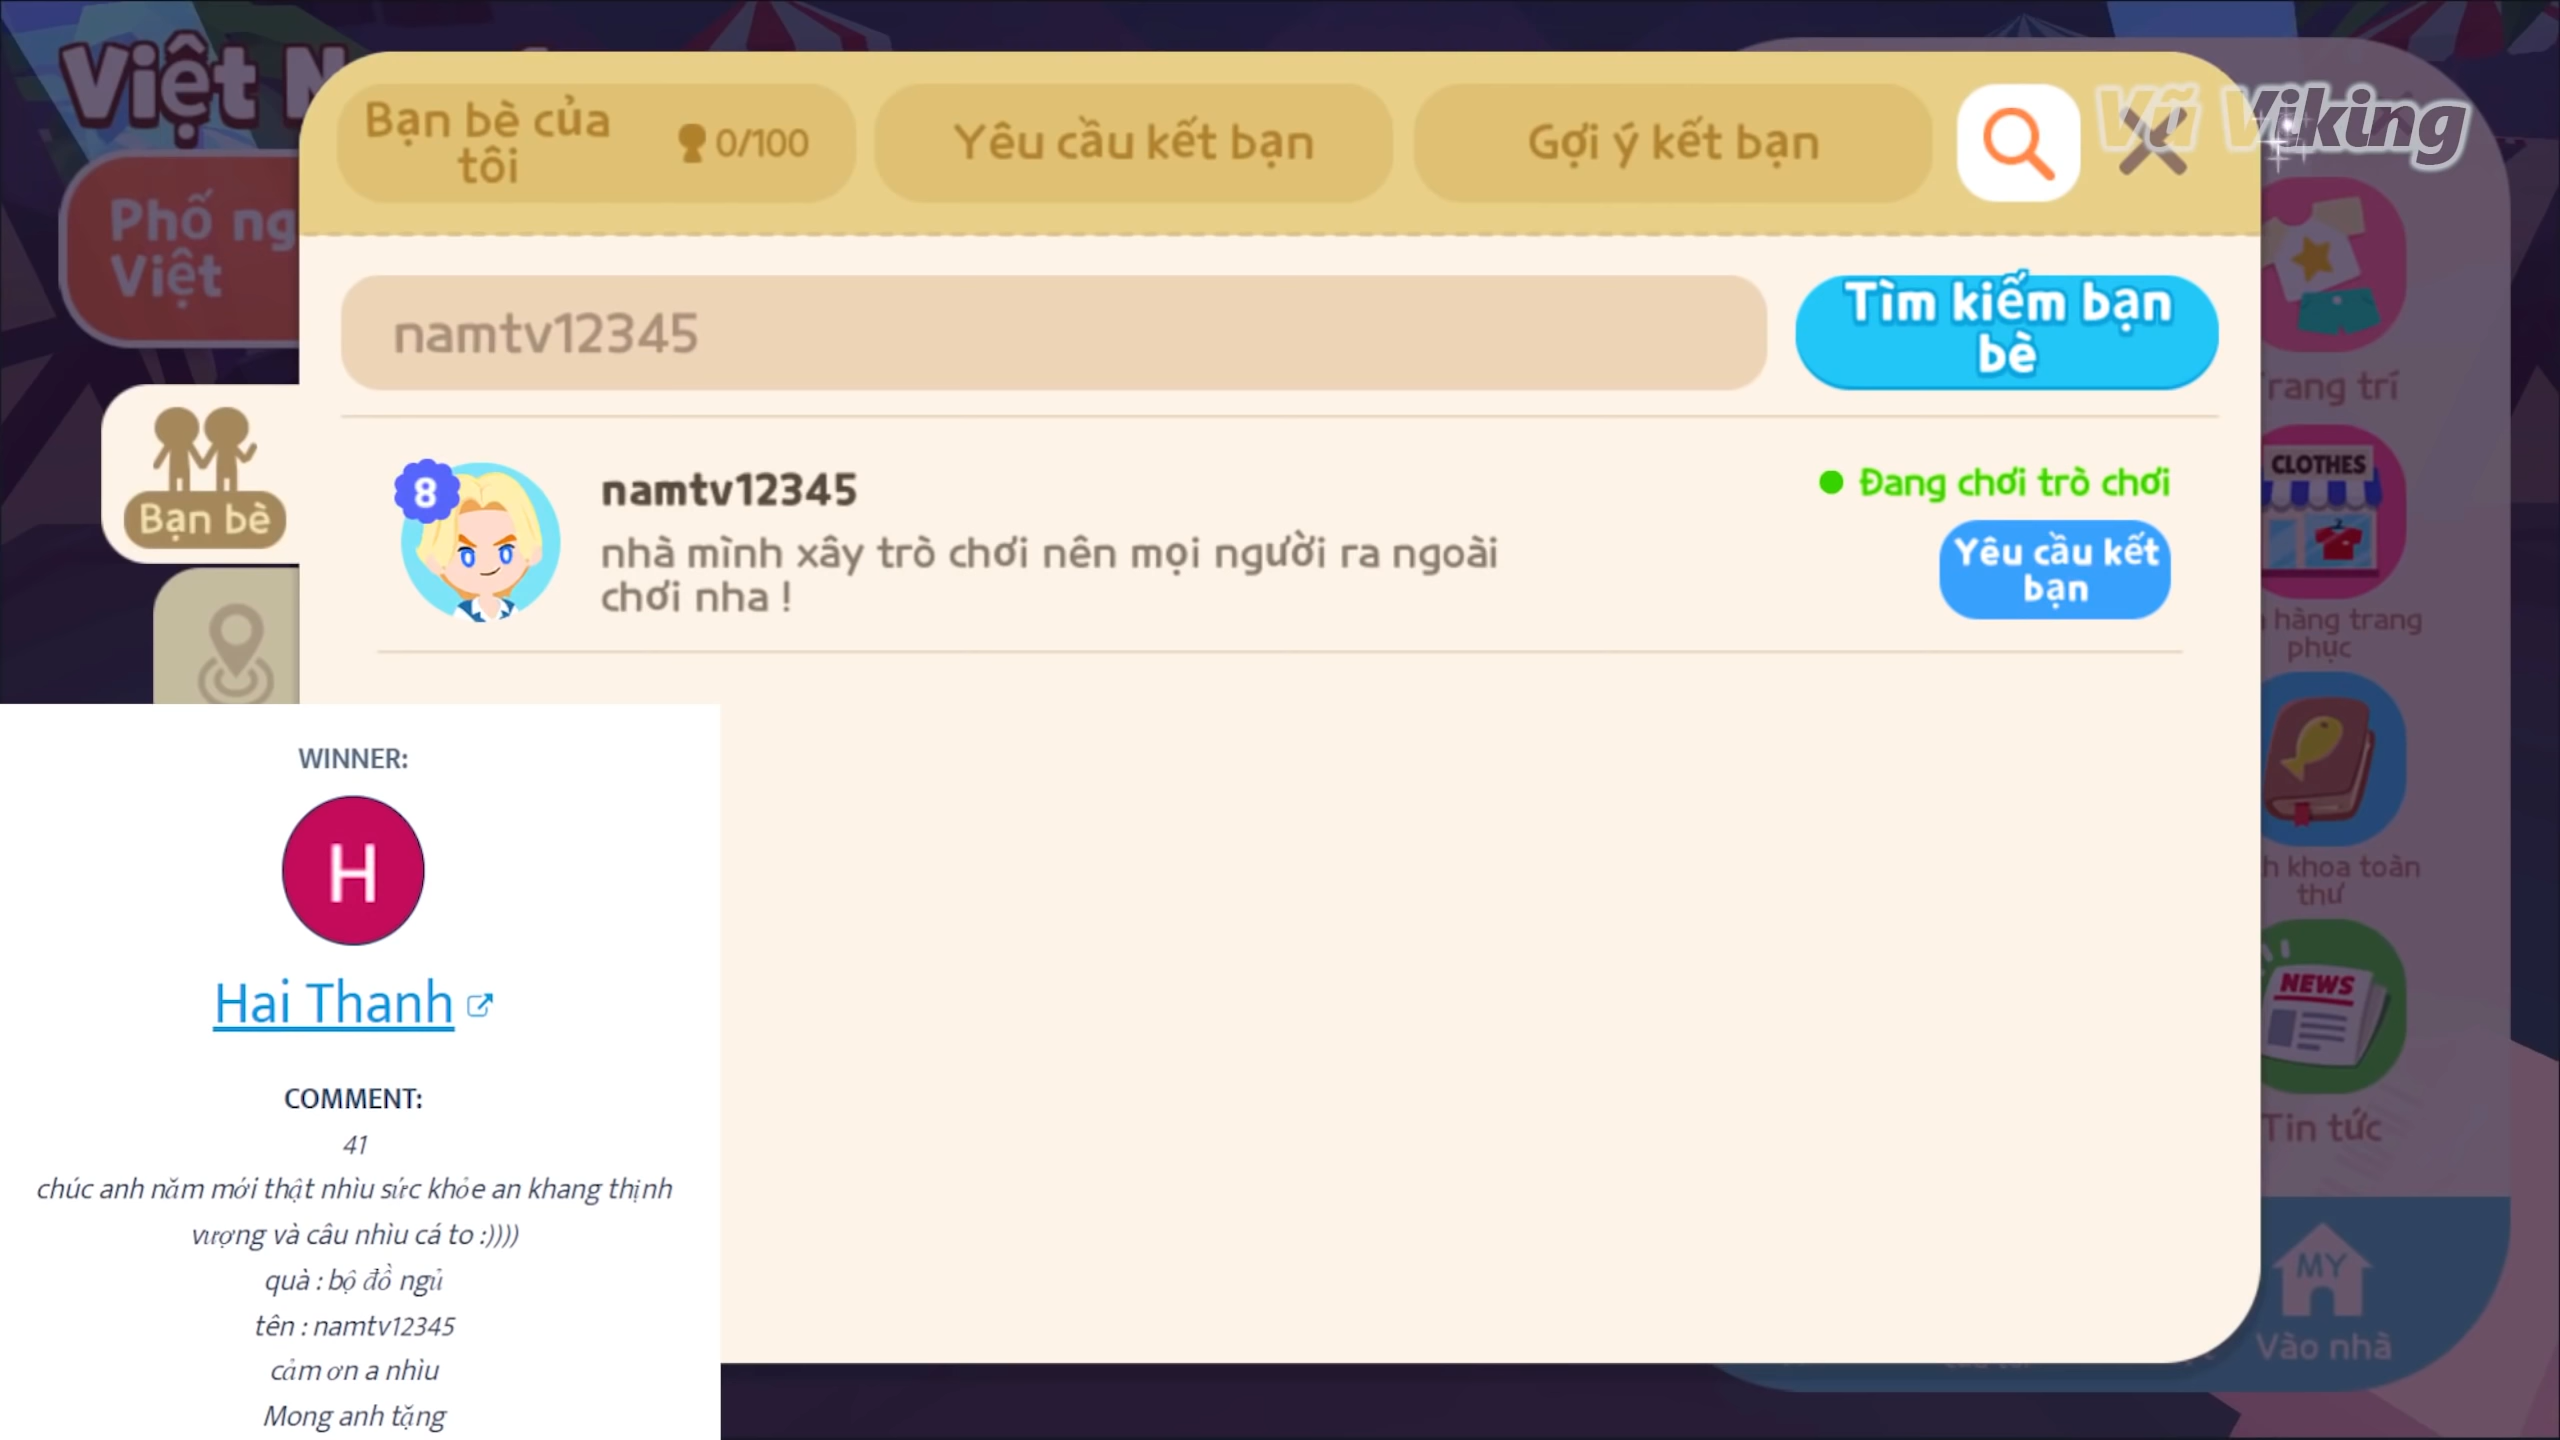 Việt N
Vũ Viking
Bạn bè của
tôi
0/100
Yêu cầu kết bạn
Gợi ý kết bạn
Phố ng
Việt
namtv12345
Tìm kiếm bạn
bè
rang trí
Bạn bè
8
namtv12345
nhà mình xây trò chơi nên mọi người ra ngoài
chơi nha !
Đang chơi trò chơi
Yêu cầu kết
bạn
CLOTHES
hàng trang
phục
h khoa toàn
thư
NEWS
Tin tức
MY
Vào nhà
WINNER:
H
Hai Thanh
COMMENT:
41
chúc anh năm mới thật nhìu sức khỏe an khang thịnh
vượng và câu nhìu cá to :))))
quà : bộ đồ ngủ
tên : namtv12345
cảm ơn a nhìu
Mong anh tặng